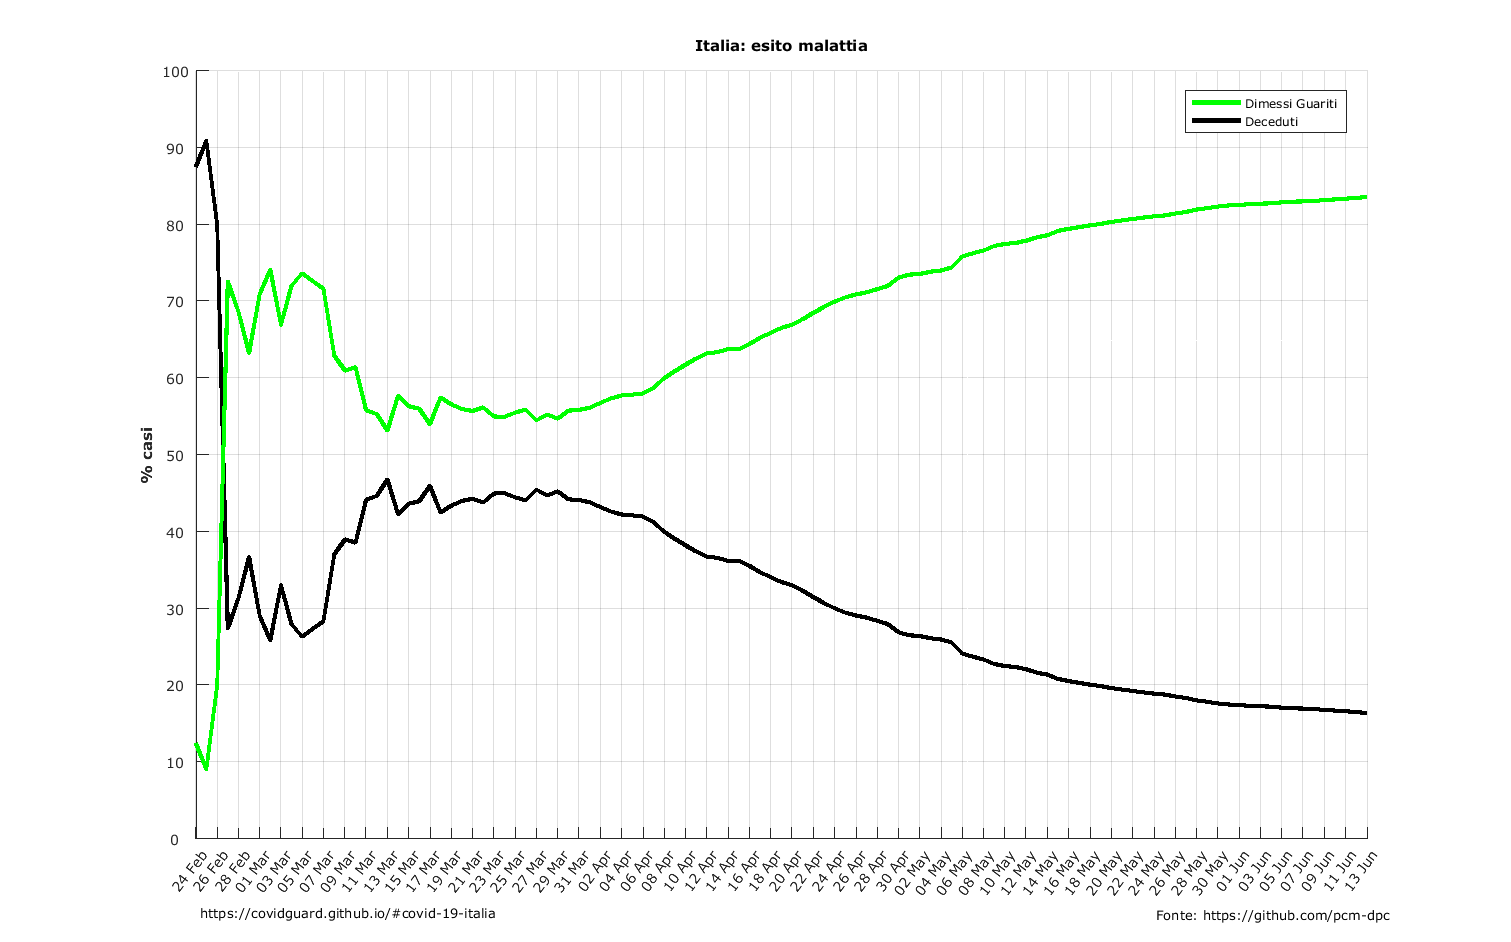 Italia: esito malattia
100
90
80
70
60
50
40
30
20
10
0
% casi
Dimessi Guariti
Deceduti
24 Feb
26 Feb
28 Feb
01 Mar
03 Mar
05 Mar
07 Mar
09 Mar
11 Mar
13 Mar
15 Mar
17 Mar
19 Mar
21 Mar
23 Mar
25 Mar
27 Mar
29 Mar
31 Mar
02 Apr
04 Apr
06 Apr
08 Apr
10 Apr
12 Apr
14 Apr
16 Apr
18 Apr
20 Apr
22 Apr
24 Apr
26 Apr
28 Apr
30 Apr
02 May
04 May
06 May
08 May
10 May
12 May
14 May
16 May
18 May
20 May
22 May
24 May
26 May
28 May
30 May
01 Jun
03 Jun
05 Jun
07 Jun
09 Jun
11 Jun
13 Jun
https://covidguard.github.io/#covid-19-italia
Fonte: https://github.com/pcm-dpc